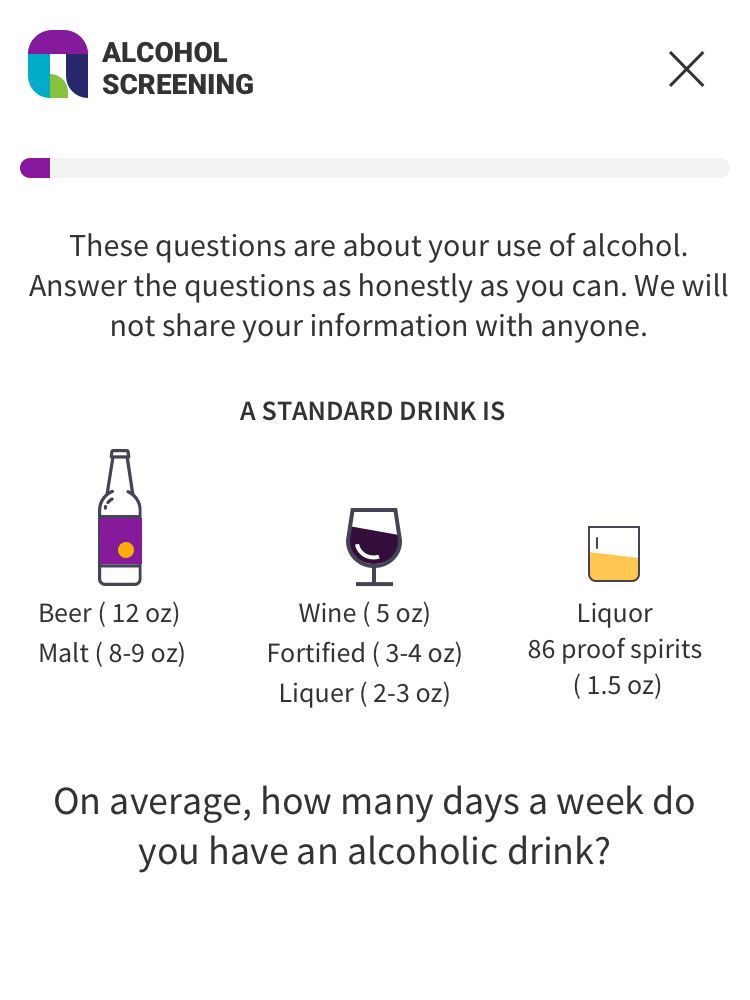 ALCOHOL
SCREENING
These questions are about your use of alcohol.
Answer the questions as honestly as you can. We will
not share your information with anyone.
A STANDARD DRINK IS
Beer ( 12 oz)
Malt ( 8-9 oz)
Wine ( 5 oz)
Fortified ( 3-4 oz)
Liquer ( 2-3 oz)
Liquor
86 proof spirits
( 1.5 oz)
On average, how many days a week do
you have an alcoholic drink?